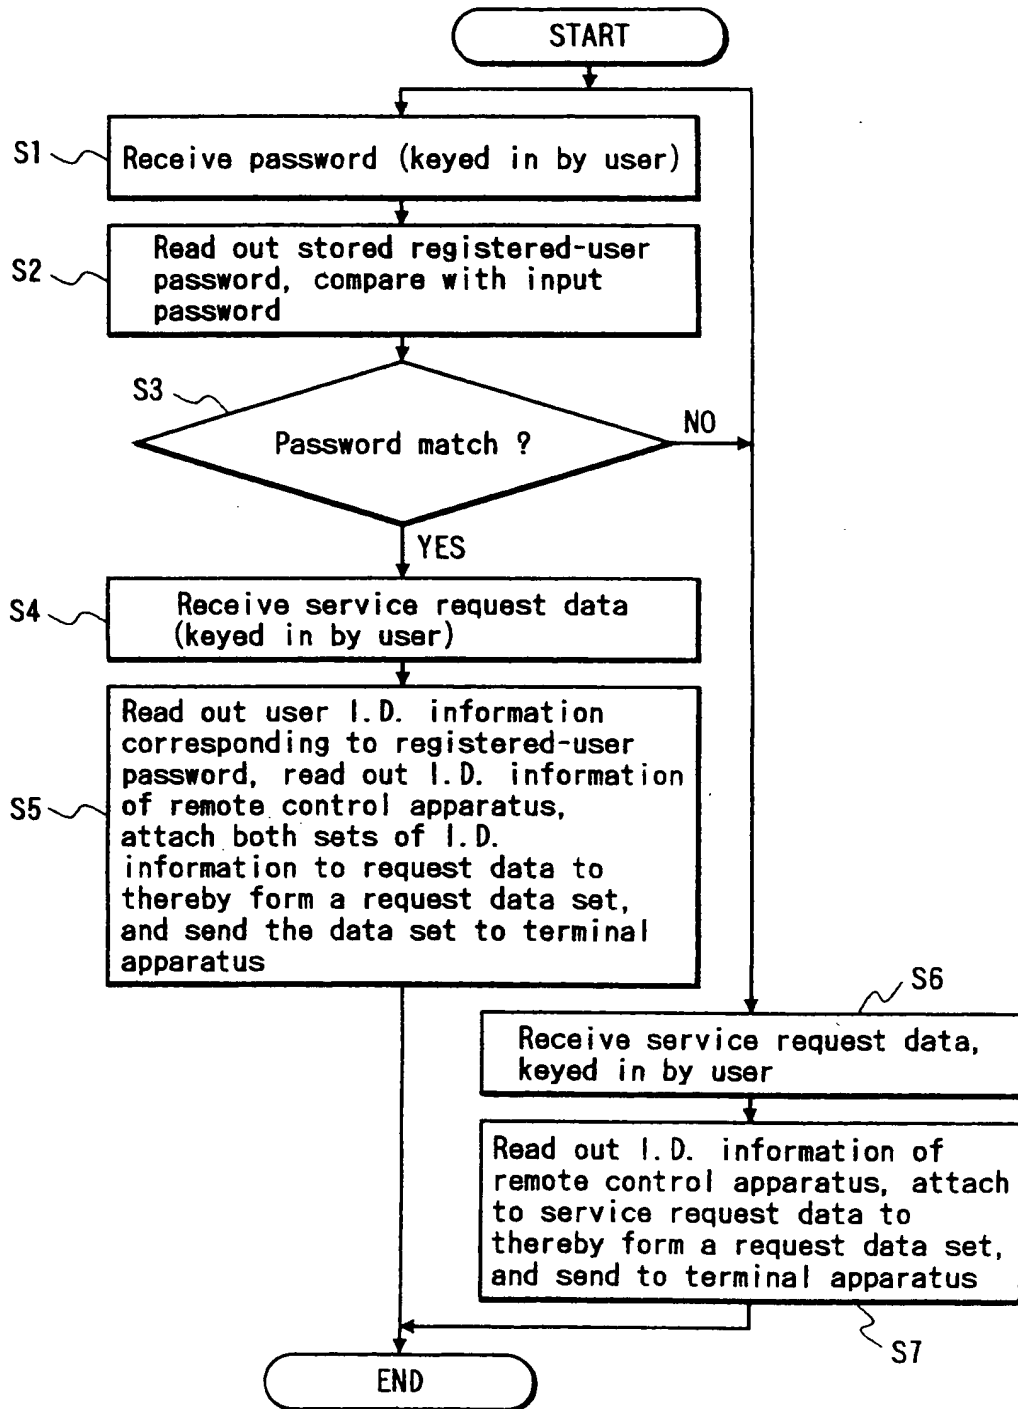 START
S1
Receive password (keyed in by user)
S2
Read out stored registered-user
password, compare with input
password
S3
Password match ?
NO
YES
S4
Receive service request data
(keyed in by user)
S5
Read out user I.D. information
corresponding to registered-user
password, read out I.D. information
of remote control apparatus,
attach both sets of I.D.
information to request data to
thereby form a request data set,
and send the data set to terminal
apparatus
S6
Receive service request data,
keyed in by user
Read out I.D. information of
remote control apparatus, attach
to service request data to
thereby form a request data set,
and send to terminal apparatus
S7
END